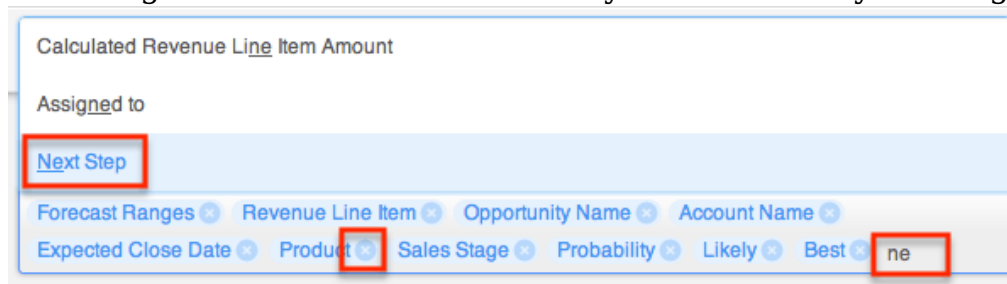 Calculated Revenue Line Item Amount
Assigned to
Next Step
Forecast Ranges Revenue Line Item Opportunity Name Account Name
Expected Close Date Product Sales Stage Probability Likely Best ne